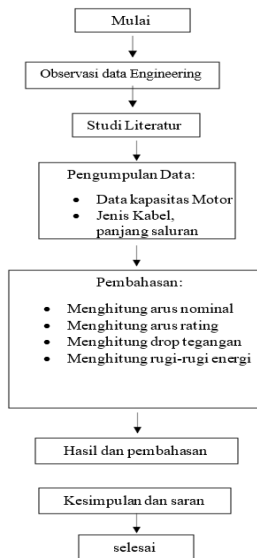 Mulai
Observasi data Engineering
Studi Literatur
Pengumpulan Data:
• Data kapasitas Motor
• Jenis Kabel,
panjang saluran
Pembahasan:
• Menghitung arus nominal
• Menghitung arus rating
• Menghitung drop tegangan
• Menghitung rugi-rugi energi
Hasil dan pembahasan
Kesimpulan dan saran
selesai